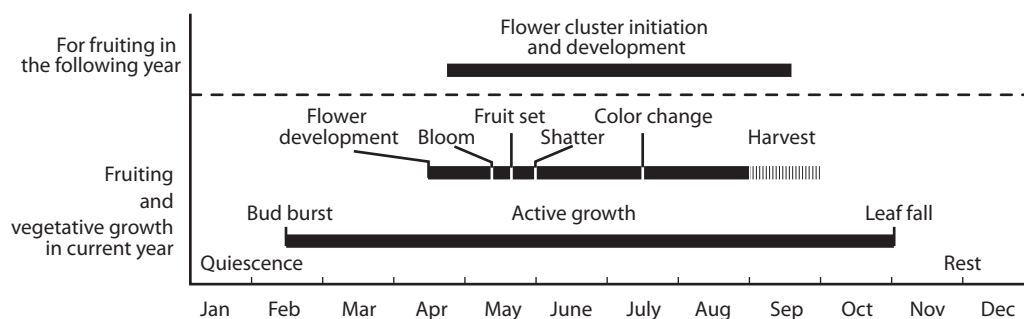 Flower cluster initiation
and development
For fruiting in
the following year
Flower
development
Bloom
Fruit set
Shatter
Color change
Harvest
Fruiting
and
vegetative growth
in current year
Bud burst
Active growth
Leaf fall
Quiescence
Rest
Jan Feb Mar Apr May June July Aug Sep Oct Nov Dec